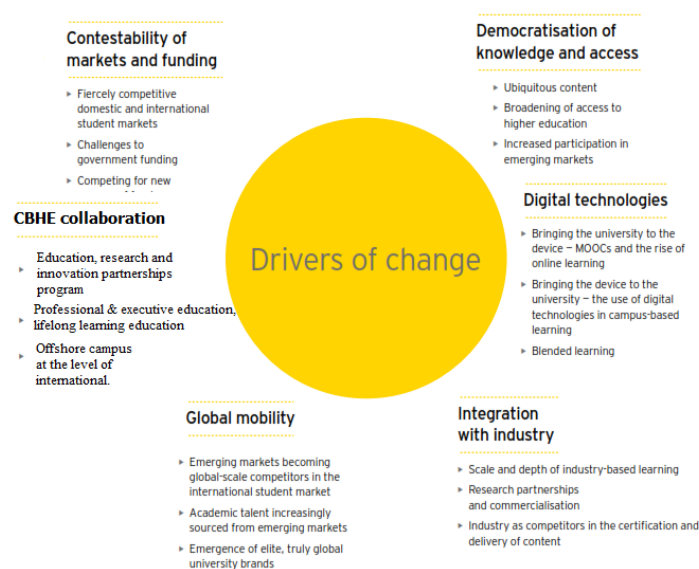 Contestability of
markets and funding
▸ Fiercely competitive
domestic and international
student markets
▸ Challenges to
government funding
▸ Competing for new
CBHE collaboration
▸ Education, research and
innovation partnerships
program
▸ Professional & executive education,
lifelong learning education
▸ Offshore campus
at the level of
international.
Drivers of change
Democratisation of
knowledge and access
▸ Ubiquitous content
▸ Broadening of access to
higher education
▸ Increased participation in
emerging markets
Digital technologies
▸ Bringing the university to the
device – MOOCs and the rise of
online learning
▸ Bringing the device to the
university – the use of digital
technologies in campus-based
learning
▸ Blended learning
Global mobility
▸ Emerging markets becoming
global-scale competitors in the
international student market
▸ Academic talent increasingly
sourced from emerging markets
▸ Emergence of elite, truly global
university brands
Integration
with industry
▸ Scale and depth of industry-based learning
▸ Research partnerships
and commercialisation
▸ Industry as competitors in the certification and
delivery of content